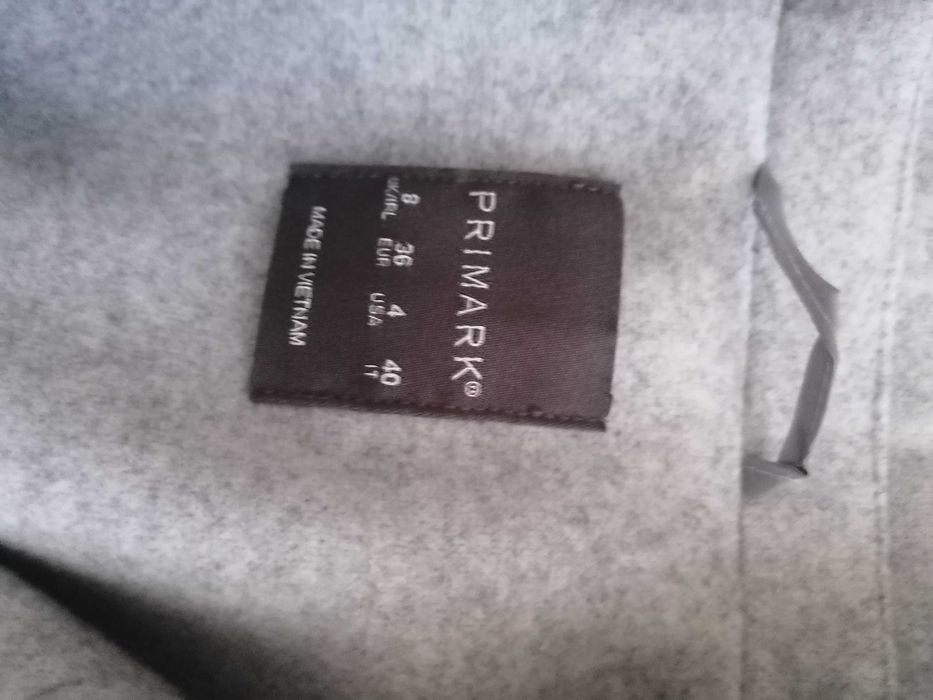 PRIMARK®
8 36 4 40
UK/IRL EUR USA IT
MADE IN VIETNAM